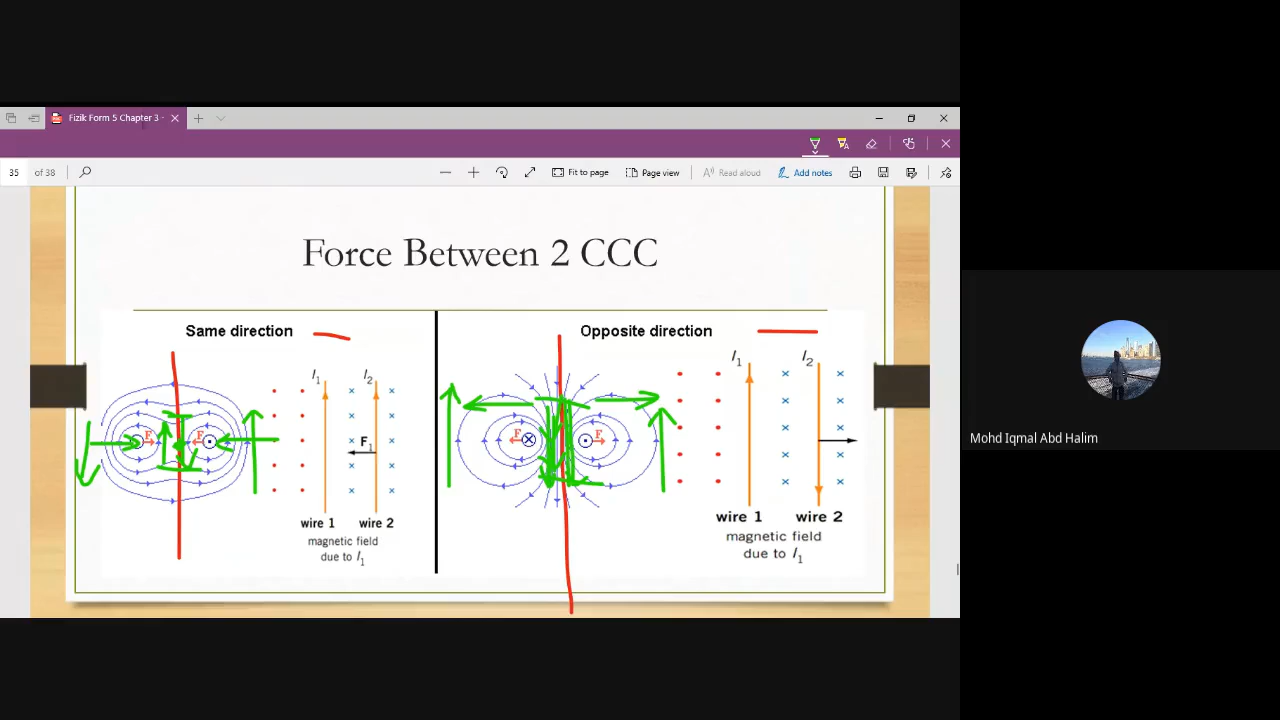 Fizik Form 5 Chapter 3 -
35 of 38
Fit to page
Page view
Read aloud
Add notes
Force Between 2 CCC
Same direction
Opposite direction
I1
I2
I1
I2
F
F
F1
F
F
wire 1
wire 2
magnetic field
due to I1
wire 1
wire 2
magnetic field
due to I1
Mohd Iqmal Abd Halim